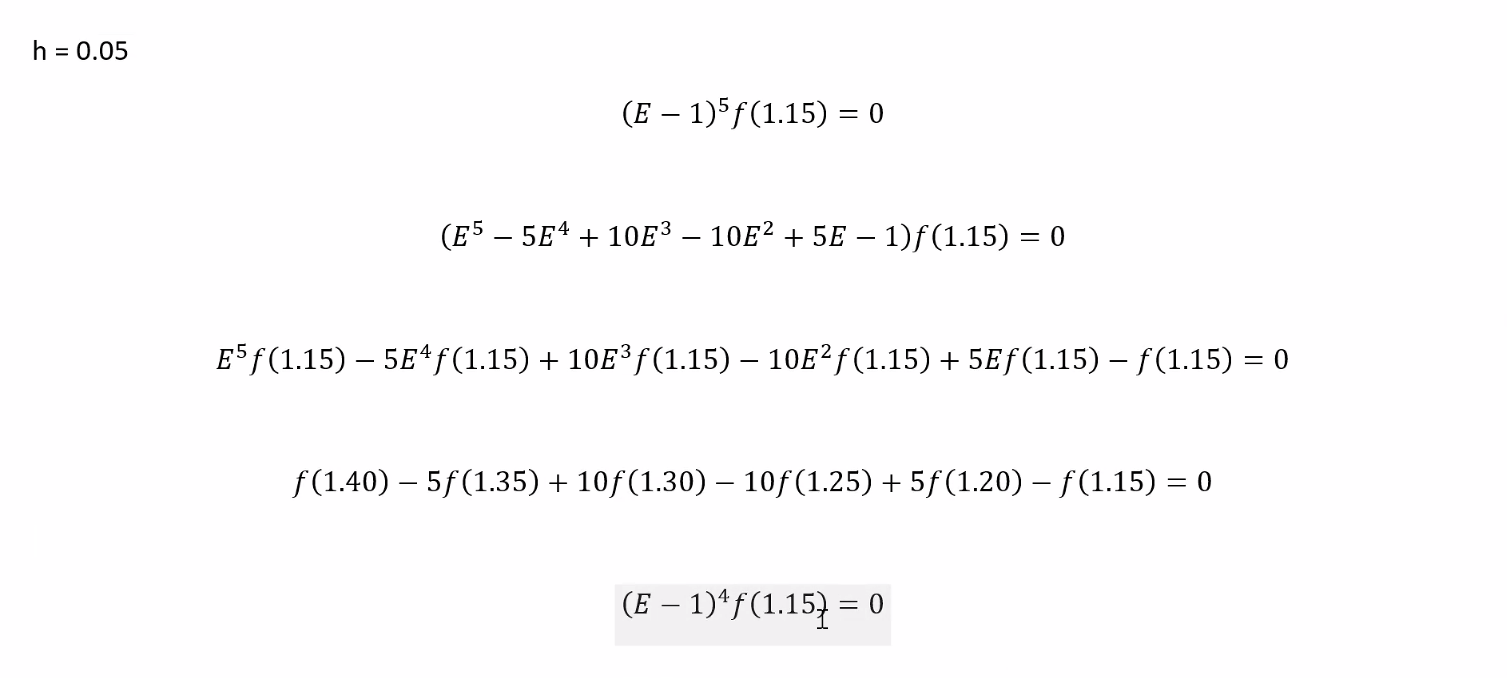 h = 0.05
(E − 1)⁵f(1.15) = 0
(E⁵ − 5E⁴ + 10E³ − 10E² + 5E − 1)f(1.15) = 0
E⁵f(1.15) − 5E⁴f(1.15) + 10E³f(1.15) − 10E²f(1.15) + 5Ef(1.15) − f(1.15) = 0
f(1.40) − 5f(1.35) + 10f(1.30) − 10f(1.25) + 5f(1.20) − f(1.15) = 0
(E − 1)⁴f(1.15) = 0